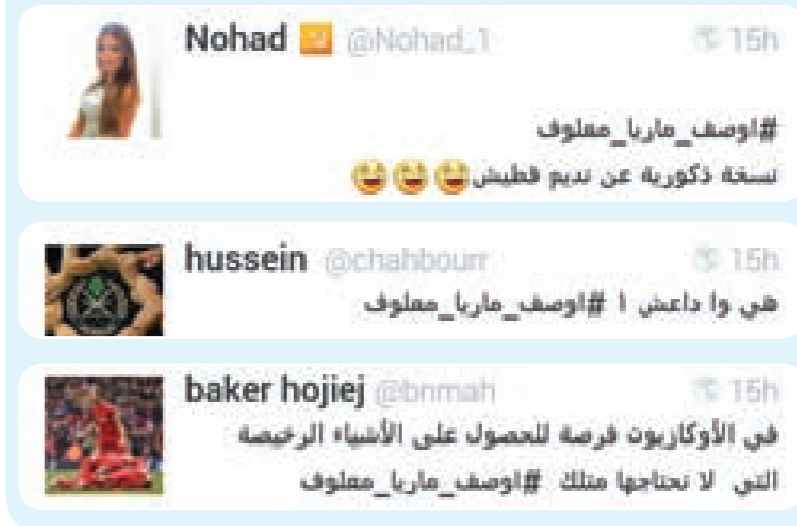 Nohad @Nohad_1 15h
#اوصف_ماريا_معلوف
نسخة ذكورية عن نديم قطيش
hussein @chahbourr 15h
هي وا داعش ا #اوصف_ماريا_معلوف
baker hojiej @bnmah 15h
في الأوكازيون فرصة للحصول على الأشياء الرخيصة
التي لا تحتاجها متلك #اوصف_ماريا_معلوف